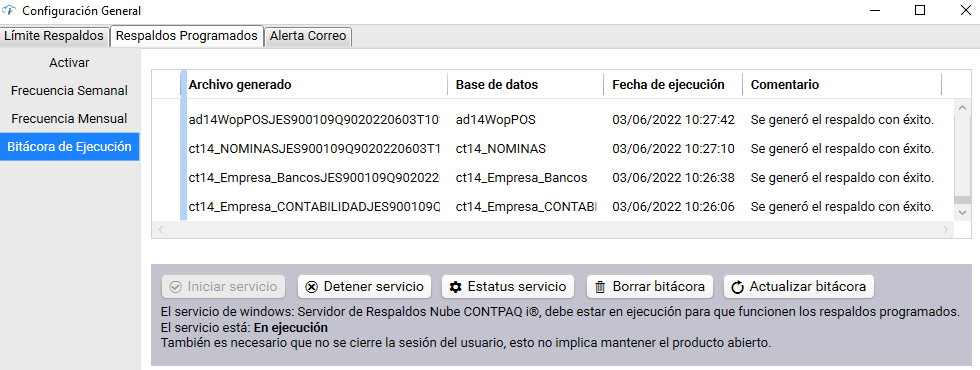 Configuración General
Límite Respaldos Respaldos Programados Alerta Correo
Activar
Frecuencia Semanal
Frecuencia Mensual
Bitácora de Ejecución
Archivo generado Base de datos Fecha de ejecución Comentario
ad14WopPOSJES900109Q9020220603T10 ad14WopPOS 03/06/2022 10:27:42 Se generó el respaldo con éxito.
ct14_NOMINASJES900109Q9020220603T1 ct14_NOMINAS 03/06/2022 10:27:10 Se generó el respaldo con éxito.
ct14_Empresa_BancosJES900109Q902022 ct14_Empresa_Bancos 03/06/2022 10:26:38 Se generó el respaldo con éxito.
ct14_Empresa_CONTABILIDADJES900109Q ct14_Empresa_CONTABI 03/06/2022 10:26:06 Se generó el respaldo con éxito.
Iniciar servicio Detener servicio Estatus servicio Borrar bitácora Actualizar bitácora
El servicio de windows: Servidor de Respaldos Nube CONTPAQ i®, debe estar en ejecución para que funcionen los respaldos programados.
El servicio está: En ejecución
También es necesario que no se cierre la sesión del usuario, esto no implica mantener el producto abierto.